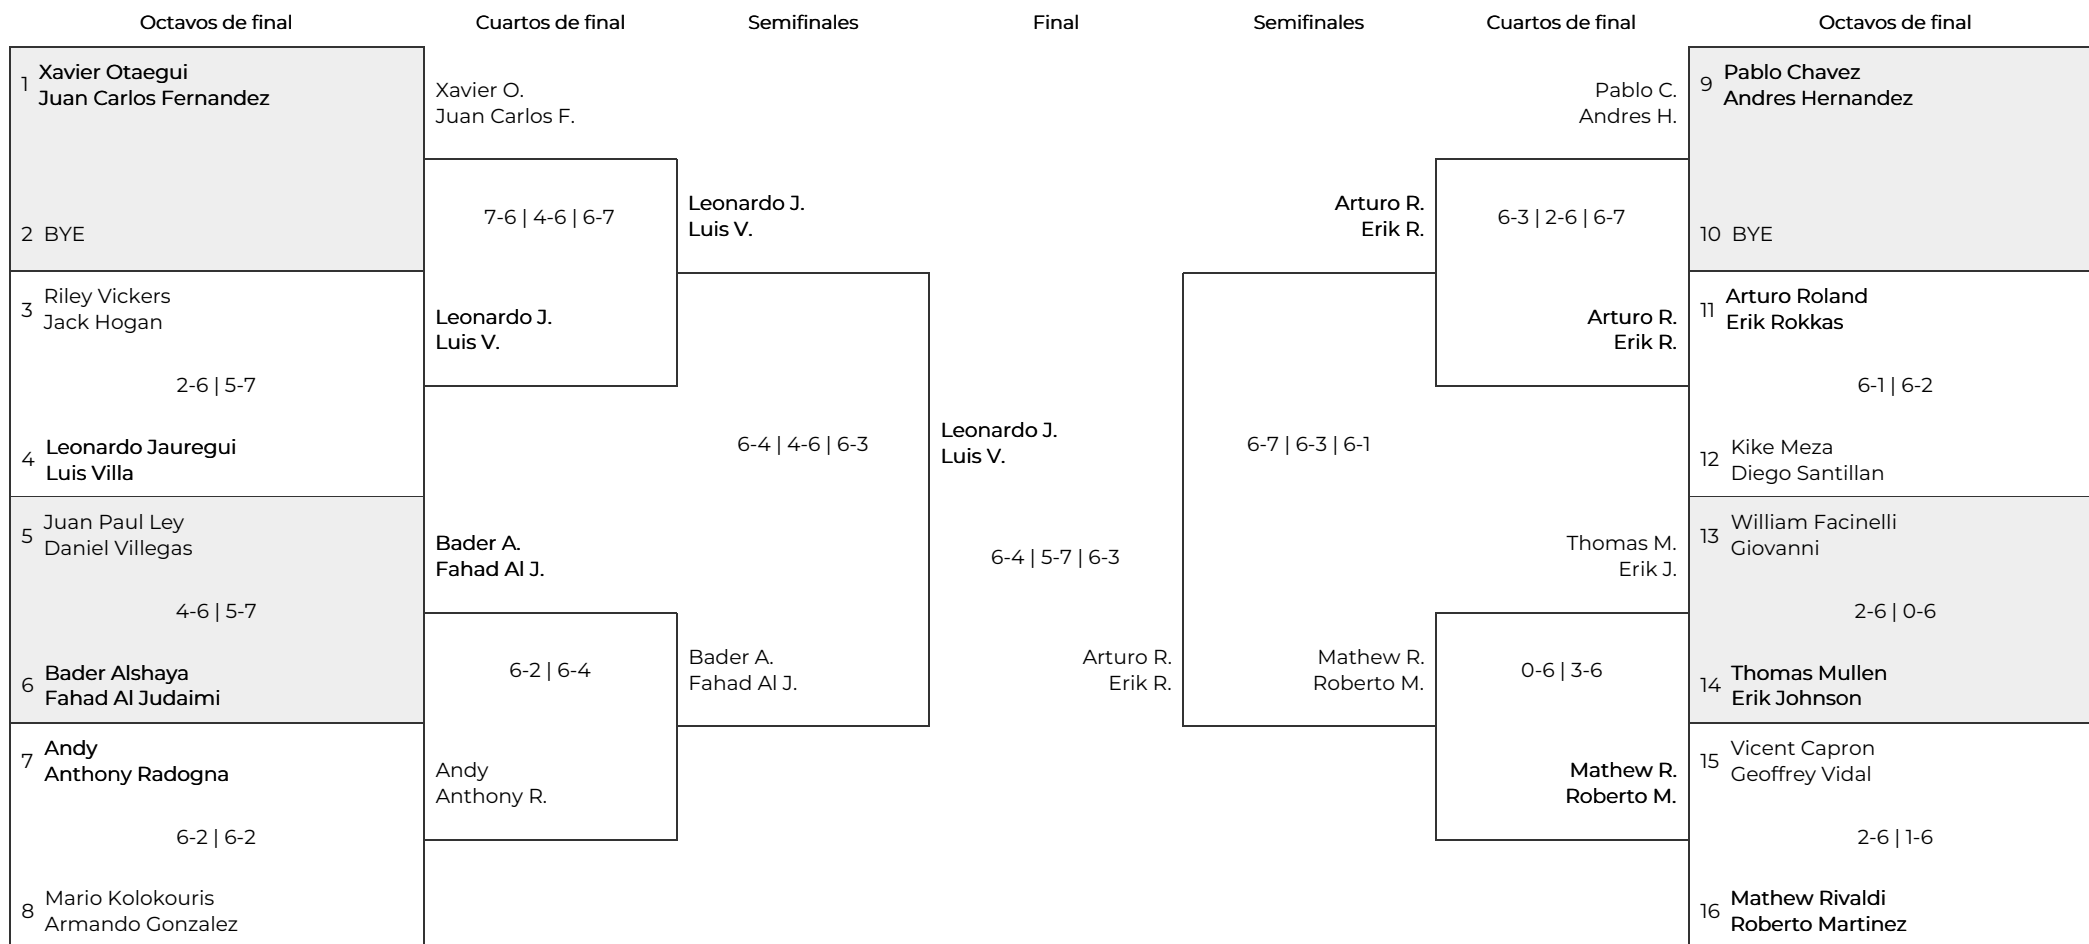 Octavos de final
Cuartos de final
Semifinales
Final
Semifinales
Cuartos de final
Octavos de final
1
Xavier Otaegui
Juan Carlos Fernandez
2 BYE
3
Riley Vickers
Jack Hogan
2-6 | 5-7
4
Leonardo Jauregui
Luis Villa
5
Juan Paul Ley
Daniel Villegas
4-6 | 5-7
6
Bader Alshaya
Fahad Al Judaimi
7
Andy
Anthony Radogna
6-2 | 6-2
8
Mario Kolokouris
Armando Gonzalez
Xavier O.
Juan Carlos F.
7-6 | 4-6 | 6-7
Leonardo J.
Luis V.
Bader A.
Fahad Al J.
6-2 | 6-4
Andy
Anthony R.
Leonardo J.
Luis V.
6-4 | 4-6 | 6-3
Bader A.
Fahad Al J.
Leonardo J.
Luis V.
6-4 | 5-7 | 6-3
Arturo R.
Erik R.
Arturo R.
Erik R.
6-7 | 6-3 | 6-1
Mathew R.
Roberto M.
Pablo C.
Andres H.
6-3 | 2-6 | 6-7
Arturo R.
Erik R.
Thomas M.
Erik J.
0-6 | 3-6
Mathew R.
Roberto M.
9
Pablo Chavez
Andres Hernandez
10 BYE
11
Arturo Roland
Erik Rokkas
6-1 | 6-2
12
Kike Meza
Diego Santillan
13
William Facinelli
Giovanni
2-6 | 0-6
14
Thomas Mullen
Erik Johnson
15
Vicent Capron
Geoffrey Vidal
2-6 | 1-6
16
Mathew Rivaldi
Roberto Martinez